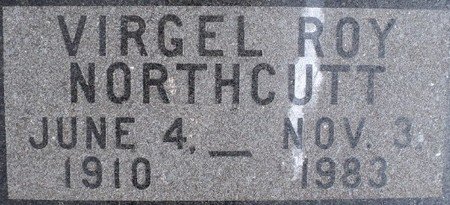 VIRGEL ROY
NORTHCUTT
JUNE 4, — NOV. 3,
1910 1983